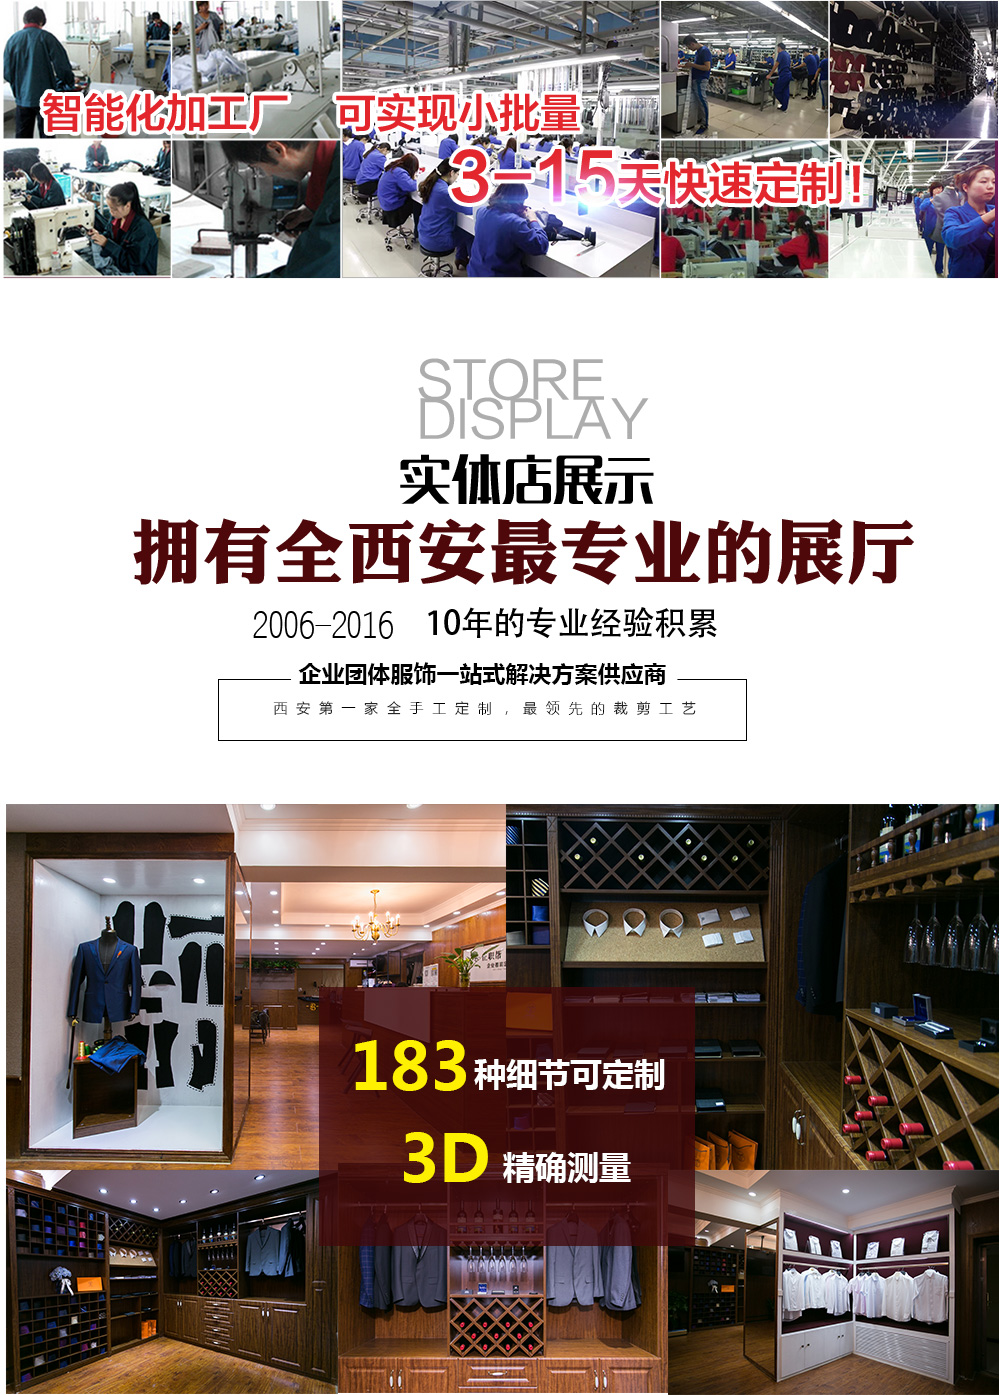 智能化加工厂 可实现小批量
3-15天快速定制!
STORE
DISPLAY
实体店展示
拥有全西安最专业的展厅
2006-2016 10年的专业经验积累
企业团体服饰一站式解决方案供应商
西安第一家全手工定制，最领先的裁剪工艺
183种细节可定制
3D 精确测量